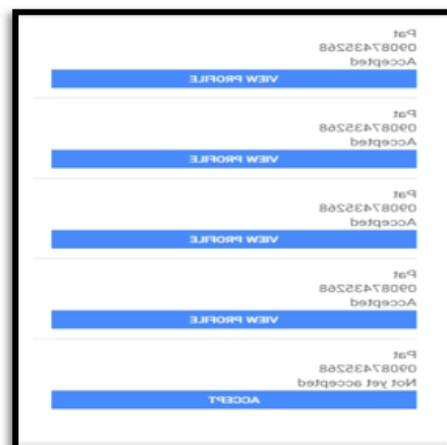 Pat
09087435268
Accepted
VIEW PROFILE
Pat
09087435268
Accepted
VIEW PROFILE
Pat
09087435268
Accepted
VIEW PROFILE
Pat
09087435268
Accepted
VIEW PROFILE
Pat
09087435268
Not yet accepted
ACCEPT